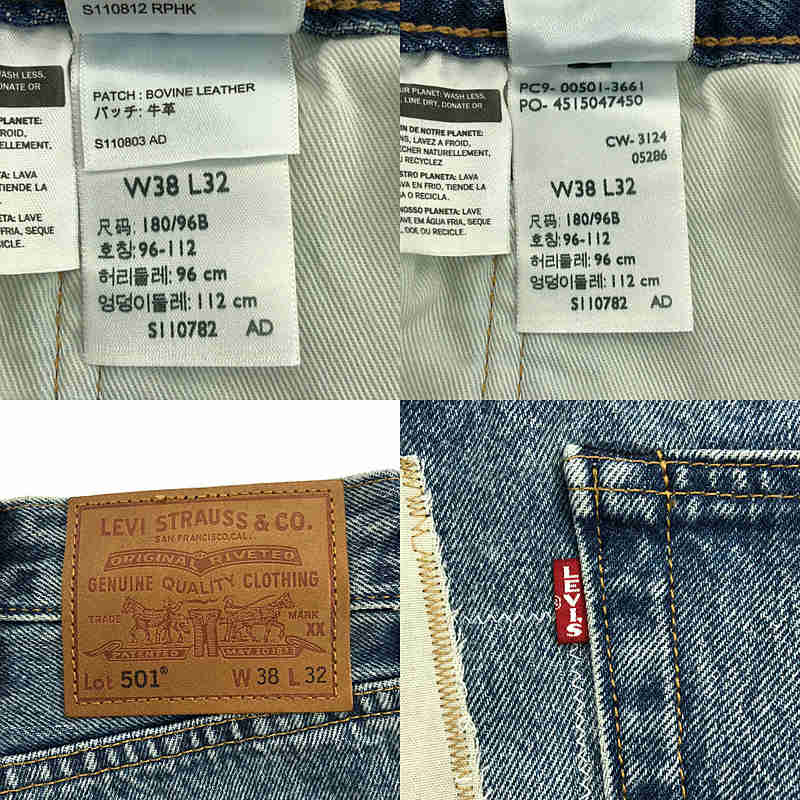 S110812 RPHK
WASH LESS,
DONATE OR
PATCH : BOVINE LEATHER
パッチ: 牛革
S110803 AD
W38 L32
尺码: 180/96B
호칭: 96-112
허리둘레: 96 cm
엉덩이둘레: 112 cm
S110782 AD
PLANETE:
FROID,
NATURELLEMENT,
LAVA
TIENDE LA
LAVE
FRIA, SEQUE
OU RECICLE.
OUR PLANET: WASH LESS,
LINE DRY, DONATE OR
DE NOTRE PLANETE:
LAVEZ A FROID,
NATURELLEMENT,
RECYCLEZ
PLANETA: LAVA
EN FRIO, TIENDE LA
O RECICLA.
NOSSO PLANETA: LAVE
EM ÁGUA FRIA, SEQUE
DOE OU RECICLE.
PC9- 00501-3661
PO- 4515047450
CW- 3124
05286
W38 L32
尺码: 180/96B
호칭: 96-112
허리둘레: 96 cm
엉덩이둘레: 112 cm
S110782 AD
LEVI STRAUSS & CO.
SAN FRANCISCO, CAL.
ORIGINAL RIVETED
GENUINE QUALITY CLOTHING
TRADE MARK
XX
PATENTED MAY 20 1873
Lot 501® W 38 L 32
LEVI'S
®